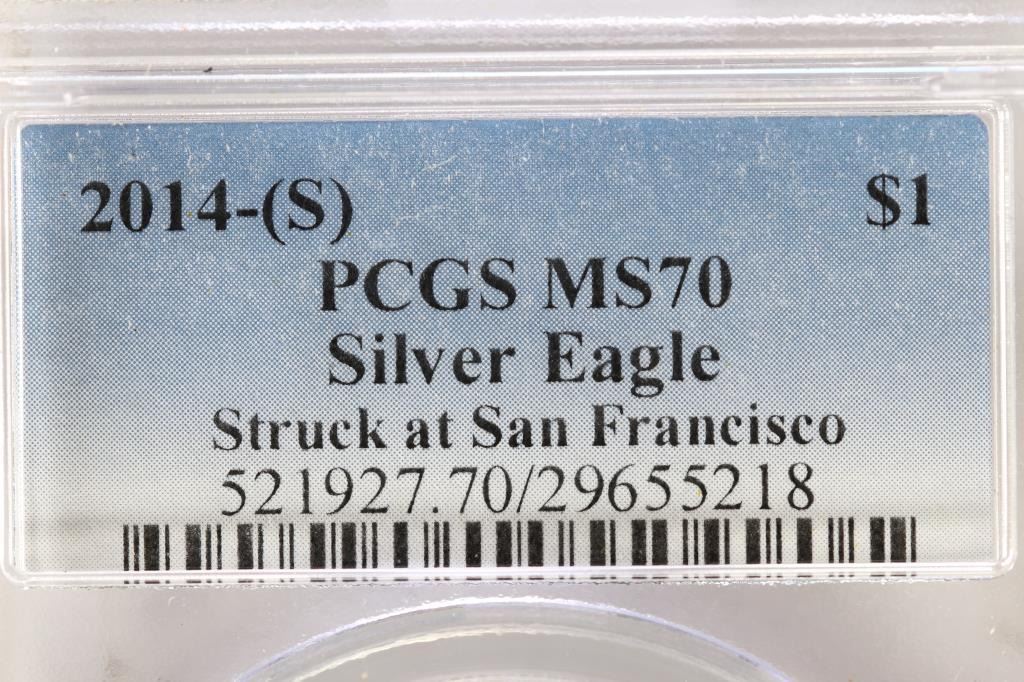 2014-(S) $1
PCGS MS70
Silver Eagle
Struck at San Francisco
521927.70/29655218